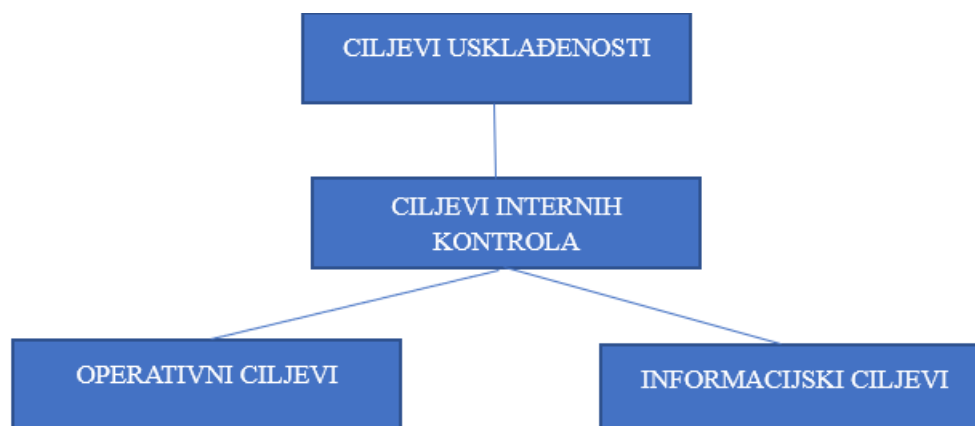 CILJEVI USKLAĐENOSTI
CILJEVI INTERNIH
KONTROLA
OPERATIVNI CILJEVI
INFORMACIJSKI CILJEVI